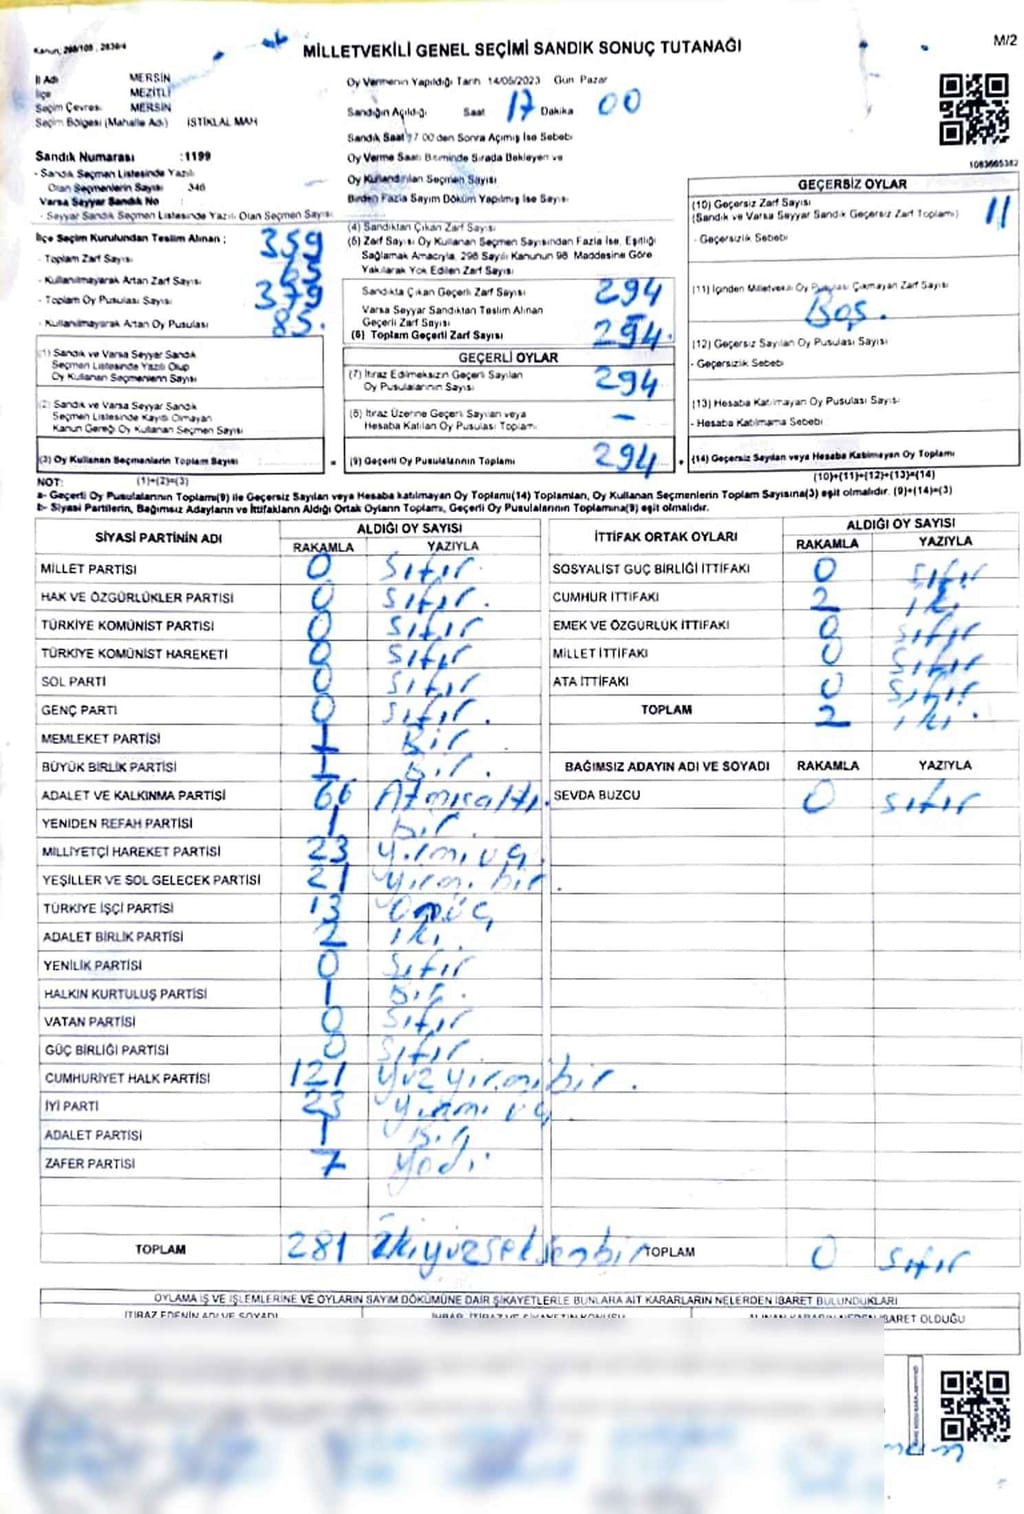 Kanun, 298/105 , 2839/4
MİLLETVEKİLİ GENEL SEÇİMİ SANDIK SONUÇ TUTANAĞI
M/2
İl Adı MERSİN
İlçe MEZİTLİ
Seçim Çevresi MERSİN
Seçim Bölgesi (Mahalle Adı) İSTİKLAL MAH
Sandık Numarası :1199
- Sandık Seçmen Listesinde Yazılı
Olan Seçmenlerin Sayısı 346
Varsa Seyyar Sandık No :
- Seyyar Sandık Seçmen Listesinde Yazılı Olan Seçmen Sayısı
Oy Vermenin Yapıldığı Tarih 14/05/2023 Gün Pazar
Sandığın Açıldığı Saat 17 Dakika 00
Sandık Saat 17 00 den Sonra Açılmış İse Sebebi
Oy Verme Saati Bitiminde Sırada Bekleyen ve
Oy Kullandırılan Seçmen Sayısı
Birden Fazla Sayım Döküm Yapılmış İse Sayısı
İlçe Seçim Kurulundan Teslim Alınan ;
- Toplam Zarf Sayısı 359
- Kullanılmayarak Artan Zarf Sayısı 65
- Toplam Oy Pusulası Sayısı 379
- Kullanılmayarak Artan Oy Pusulası 85.
(1) Sandık ve Varsa Seyyar Sandık
Seçmen Listesinde Yazılı Olup
Oy Kullanan Seçmenlerin Sayısı
(2) Sandık ve Varsa Seyyar Sandık
Seçmen Listesinde Kayıtlı Olmayan
Kanun Gereği Oy Kullanan Seçmen Sayısı
(3) Oy Kullanan Seçmenlerin Toplam Sayısı
(4) Sandıktan Çıkan Zarf Sayısı
(5) Zarf Sayısı Oy Kullanan Seçmen Sayısından Fazla İse, Eşitliği
Sağlamak Amacıyla, 298 Sayılı Kanunun 98. Maddesine Göre
Yakılarak Yok Edilen Zarf Sayısı
Sandıkta Çıkan Geçerli Zarf Sayısı 294
Varsa Seyyar Sandıktan Teslim Alınan
Geçerli Zarf Sayısı –
(6) Toplam Geçerli Zarf Sayısı 294.
GEÇERLİ OYLAR
(7) İtiraz Edilmeksizin Geçerli Sayılan
Oy Pusulalarının Sayısı 294
(8) İtiraz Üzerine Geçerli Sayılan veya
Hesaba Katılan Oy Pusulası Toplamı –
(9) Geçerli Oy Pusulalarının Toplamı 294
1083665382
GEÇERSİZ OYLAR
(10) Geçersiz Zarf Sayısı
(Sandık ve Varsa Seyyar Sandık Geçersiz Zarf Toplamı) 11
- Geçersizlik Sebebi
(11) İçinden Milletvekili Oy Pusulası Çıkmayan Zarf Sayısı
Boş.
(12) Geçersiz Sayılan Oy Pusulası Sayısı
- Geçersizlik Sebebi
(13) Hesaba Katılmayan Oy Pusulası Sayısı
- Hesaba Katılmama Sebebi
(14) Geçersiz Sayılan veya Hesaba Katılmayan Oy Toplamı
NOT: (1)+(2)=(3) (10)+(11)+(12)+(13)=(14)
a- Geçerli Oy Pusulalarının Toplamı(9) ile Geçersiz Sayılan veya Hesaba katılmayan Oy Toplamı(14) Toplamları, Oy Kullanan Seçmenlerin Toplam Sayısına(3) eşit olmalıdır. (9)+(14)=(3)
b- Siyasi Partilerin, Bağımsız Adayların ve İttifakların Aldığı Ortak Oyların Toplamı, Geçerli Oy Pusulalarının Toplamına(9) eşit olmalıdır.
SİYASİ PARTİNİN ADI ALDIĞI OY SAYISI
RAKAMLA YAZIYLA
MİLLET PARTİSİ 0 Sıfır.
HAK VE ÖZGÜRLÜKLER PARTİSİ 0 Sıfır.
TÜRKİYE KOMÜNİST PARTİSİ 0 Sıfır
TÜRKİYE KOMÜNİST HAREKETİ 0 Sıfır
SOL PARTİ 0 Sıfır
GENÇ PARTİ 0 Sıfır.
MEMLEKET PARTİSİ 1 Bir
BÜYÜK BİRLİK PARTİSİ 1 Bir.
ADALET VE KALKINMA PARTİSİ 66 Atmışaltı.
YENİDEN REFAH PARTİSİ 1 Bir.
MİLLİYETÇİ HAREKET PARTİSİ 23 Yirmi üç.
YEŞİLLER VE SOL GELECEK PARTİSİ 21 Yirmi bir.
TÜRKİYE İŞÇİ PARTİSİ 13 Onüç
ADALET BİRLİK PARTİSİ 2 iki.
YENİLİK PARTİSİ 0 Sıfır
HALKIN KURTULUŞ PARTİSİ 1 Bir.
VATAN PARTİSİ 0 Sıfır
GÜÇ BİRLİĞİ PARTİSİ 0 Sıfır.
CUMHURİYET HALK PARTİSİ 121 Yüz yirmi bir.
İYİ PARTİ 23 Yirmi üç
ADALET PARTİSİ 1 Bir
ZAFER PARTİSİ 7 Yedi
TOPLAM 281 İkiyüzseksenbir
İTTİFAK ORTAK OYLARI ALDIĞI OY SAYISI
RAKAMLA YAZIYLA
SOSYALİST GÜÇ BİRLİĞİ İTTİFAKI 0 Sıfır
CUMHUR İTTİFAKI 2 iki
EMEK VE ÖZGÜRLÜK İTTİFAKI 0 Sıfır
MİLLET İTTİFAKI 0 Sıfır
ATA İTTİFAKI 0 Sıfır
TOPLAM 2 iki.
BAĞIMSIZ ADAYIN ADI VE SOYADI RAKAMLA YAZIYLA
SEVDA BUZCU 0 Sıfır
TOPLAM 0 Sıfır
OYLAMA İŞ VE İŞLEMLERİNE VE OYLARIN SAYIM DÖKÜMÜNE DAİR ŞİKAYETLERLE BUNLARA AİT KARARLARIN NELERDEN İBARET BULUNDUKLARI
İTİRAZ EDENİN ADI VE SOYADI